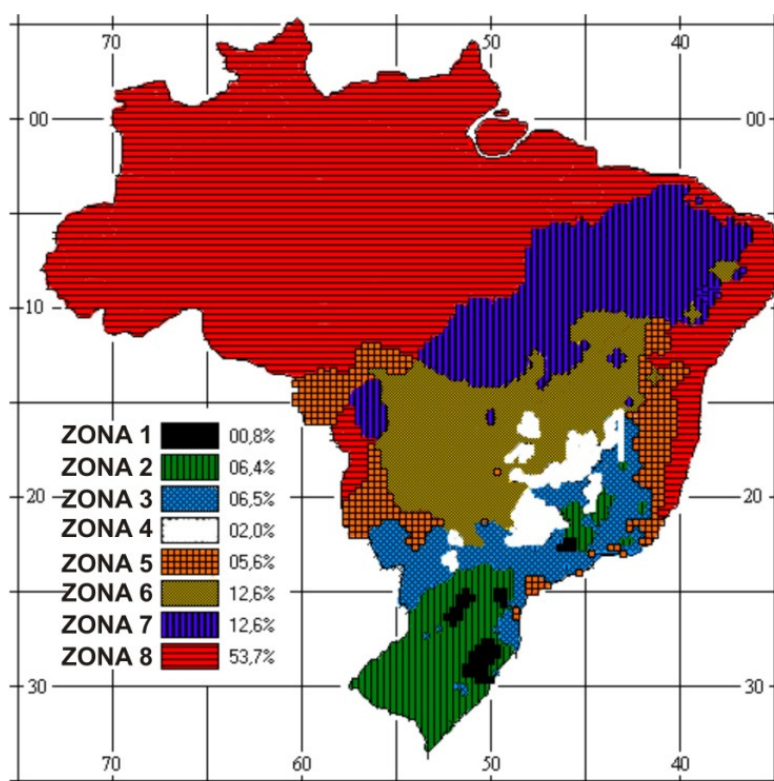 70 50 40
00 00
10
ZONA 1 00,8%
ZONA 2 06,4%
ZONA 3 06,5%
ZONA 4 02,0%
ZONA 5 05,6%
ZONA 6 12,6%
ZONA 7 12,6%
ZONA 8 53,7%
20 20
30 30
70 60 50 40